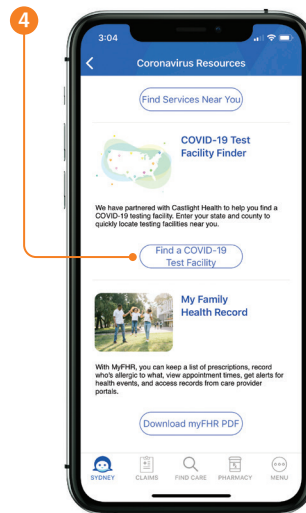 4
3:04
Coronavirus Resources
Find Services Near You
COVID-19 Test
Facility Finder
We have partnered with Castlight Health to help you find a
COVID-19 testing facility. Enter your state and county to
quickly locate testing facilities near you.
Find a COVID-19
Test Facility
My Family
Health Record
With MyFHR, you can keep a list of prescriptions, record
who's allergic to what, view appointment times, get alerts for
health events, and access records from care provider
portals.
Download myFHR PDF
SYDNEY CLAIMS FIND CARE PHARMACY MENU